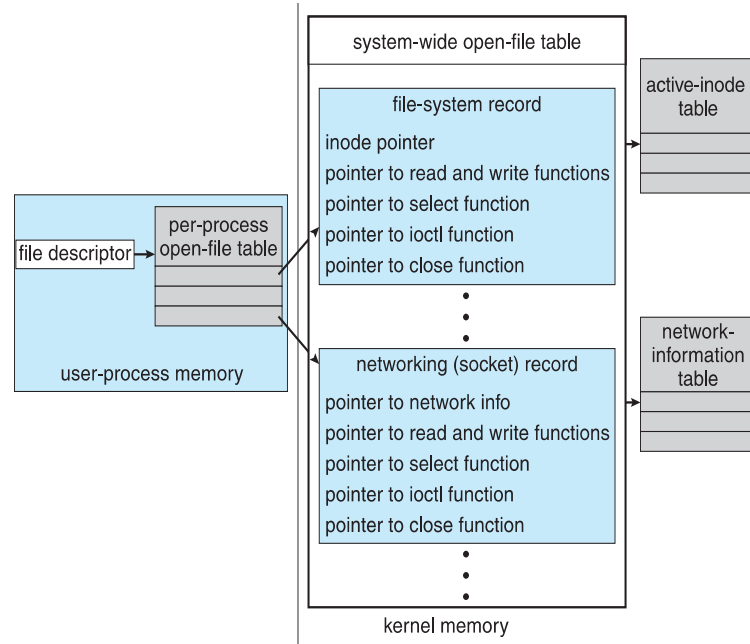 system-wide open-file table
file-system record
inode pointer
pointer to read and write functions
pointer to select function
pointer to ioctl function
pointer to close function
active-inode
table
per-process
open-file table
file descriptor
user-process memory
networking (socket) record
pointer to network info
pointer to read and write functions
pointer to select function
pointer to ioctl function
pointer to close function
network-
information
table
kernel memory